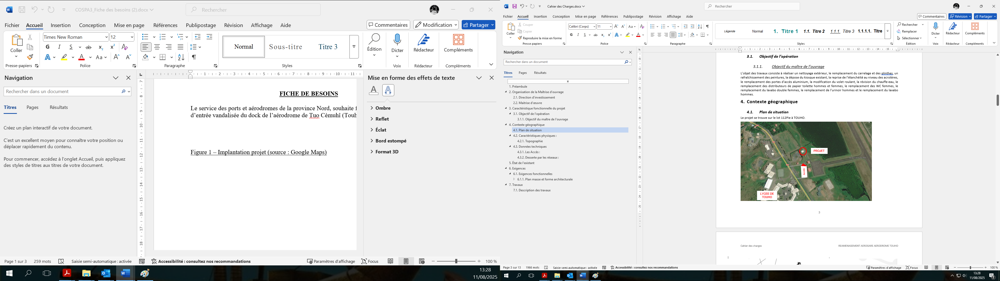 COSPA3_Fiche des besoins (2).docx
Rechercher
Fichier Accueil Insertion Conception Mise en page Références Publipostage Révision Affichage Aide
Commentaires Modification Partager
Coller
Times New Roman 12
G I S ab x₂ x²
A A Aa A A
Normal Sous-titre Titre 3
Édition Dicter Rédacteur Compléments
Presse-papiers Police Paragraphe Styles Voix Rédacteur Compléments
Navigation
Rechercher dans un document
Titres Pages Résultats
Créez un plan interactif de votre document.
C'est un excellent moyen pour connaître votre position ou
déplacer rapidement du contenu.
Pour commencer, accédez à l'onglet Accueil, puis appliquez
des styles de titres aux titres de votre document.
FICHE DE BESOINS
Le service des ports et aérodromes de la province Nord, souhaite f
d'entrée vandalisée du dock de l'aérodrome de Tuo Cèmuhî (Touh
Figure 1 – Implantation projet (source : Google Maps)
Mise en forme des effets de texte
Ombre
Reflet
Éclat
Bord estompé
Format 3D
Page 1 sur 3 259 mots Saisie semi-automatique : activée Accessibilité : consultez nos recommandations Paramètres d'affichage Focus 100 %
13:28
11/08/2025
Cahier des Charges.docx
Rechercher
Fichier Accueil Insertion Conception Mise en page Références Publipostage Révision Affichage Aide
Commentaires Révision Partager
Coller
Couper
Copier
Reproduire la mise en forme
Calibri (Corps) 11
G I S ab x₂ x²
Légende Normal 1. Titre 1 1.1. Titre 2 1.1.1. Titre 3 1.1.1.1. Titre
Rechercher
Remplacer
Sélectionner
Dicter Rédacteur Compléments
Presse-papiers Police Paragraphe Styles Édition Voix Rédacteur Compléments
Navigation
Rechercher dans un document
Titres Pages Résultats
1. Préambule
2. Organisation de la Maîtrise d'ouvrage
2.1. Direction d'investissement
2.2. Maitrise d'œuvre
3. Caractéristique fonctionnelle du projet
3.1. Objectif de l'opération
3.1.1. Objectif du maître de l'ouvrage
4. Contexte géographique
4.1. Plan de situation
4.2. Caractéristiques physiques :
4.2.1. Topographie
4.3. Données techniques
4.3.1. Les Accès :
4.3.2. Desserte par les réseaux :
5. État de l'existant
6. Exigences
6.1. Exigences fonctionnelles
6.1.1. Plan masse et forme architecturale
7. Travaux
7.1. Description des travaux
3.1. Objectif de l'opération
3.1.1. Objectif du maître de l'ouvrage
L'objet des travaux consiste à réaliser un nettoyage extérieur, le remplacement du carrelage et des plinthes, un
rafraîchissement des peintures, la dépose du kiosque existant, la reprise de l'étanchéité au niveau des acrotères,
le remplacement des portes d'accès aluminium, la modification du volet roulant, la révision du chauffe-eau, le
remplacement des distributeurs de papier toilette hommes et femmes, le remplacement des WC femmes, le
remplacement du lavabo double femmes, le remplacement de l'urinoir hommes et le remplacement du lavabo
hommes.
4. Contexte géographique
4.1. Plan de situation
Le projet se trouve sur le lot 112Pie à TOUHO.
PROJET
Accès
LYCEE DE
TOUHO
3
Cahier des charges REAMENAGEMENT AEROGARE AERODROME TOUHO
Page 3 sur 13 1966 mots Saisie semi-automatique : activée Accessibilité : consultez nos recommandations Paramètres d'affichage Focus 100 %
13:28
11/08/2025
2